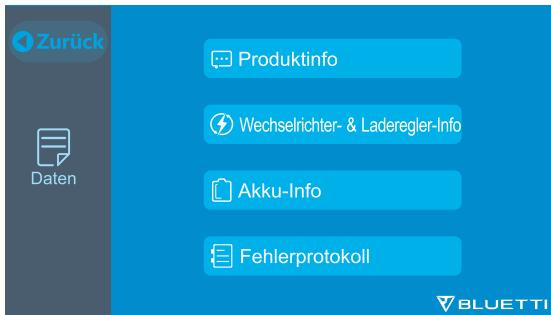 Zurück
Daten
Produktinfo
Wechselrichter- & Laderegler-Info
Akku-Info
Fehlerprotokoll
BLUETTI